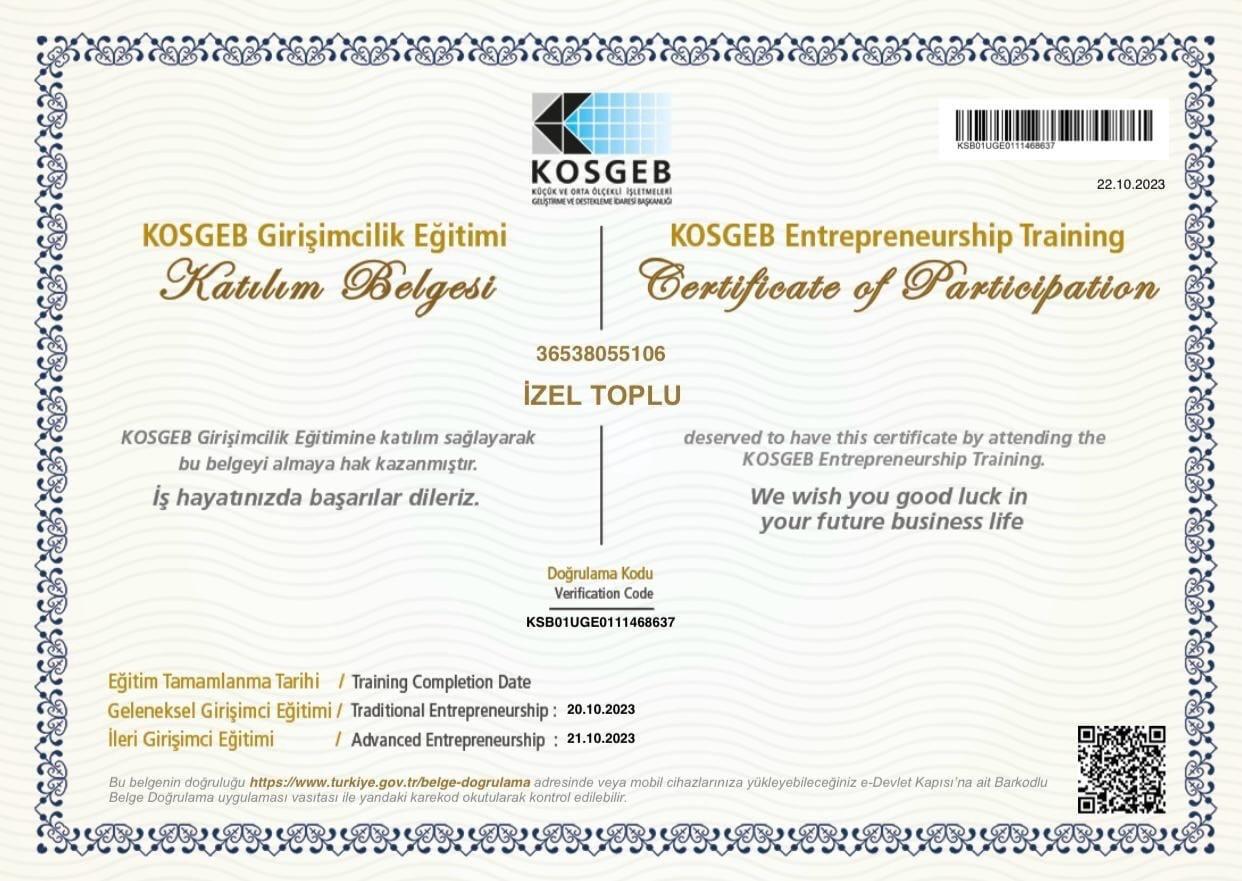 KOSGEB
KÜÇÜK VE ORTA ÖLÇEKLİ İŞLETMELERİ
GELİŞTİRME VE DESTEKLEME İDARESİ BAŞKANLIĞI
KSB01UGE0111468637
22.10.2023
KOSGEB Girişimcilik Eğitimi
Katılım Belgesi
KOSGEB Entrepreneurship Training
Certificate of Participation
36538055106
İZEL TOPLU
KOSGEB Girişimcilik Eğitimine katılım sağlayarak
bu belgeyi almaya hak kazanmıştır.
İş hayatınızda başarılar dileriz.
deserved to have this certificate by attending the
KOSGEB Entrepreneurship Training.
We wish you good luck in
your future business life
Doğrulama Kodu
Verification Code
KSB01UGE0111468637
Eğitim Tamamlanma Tarihi / Training Completion Date
Geleneksel Girişimci Eğitimi / Traditional Entrepreneurship : 20.10.2023
İleri Girişimci Eğitimi / Advanced Entrepreneurship : 21.10.2023
Bu belgenin doğruluğu https://www.turkiye.gov.tr/belge-dogrulama adresinde veya mobil cihazlarınıza yükleyebileceğiniz e-Devlet Kapısı'na ait Barkodlu
Belge Doğrulama uygulaması vasıtası ile yandaki karekod okutularak kontrol edilebilir.